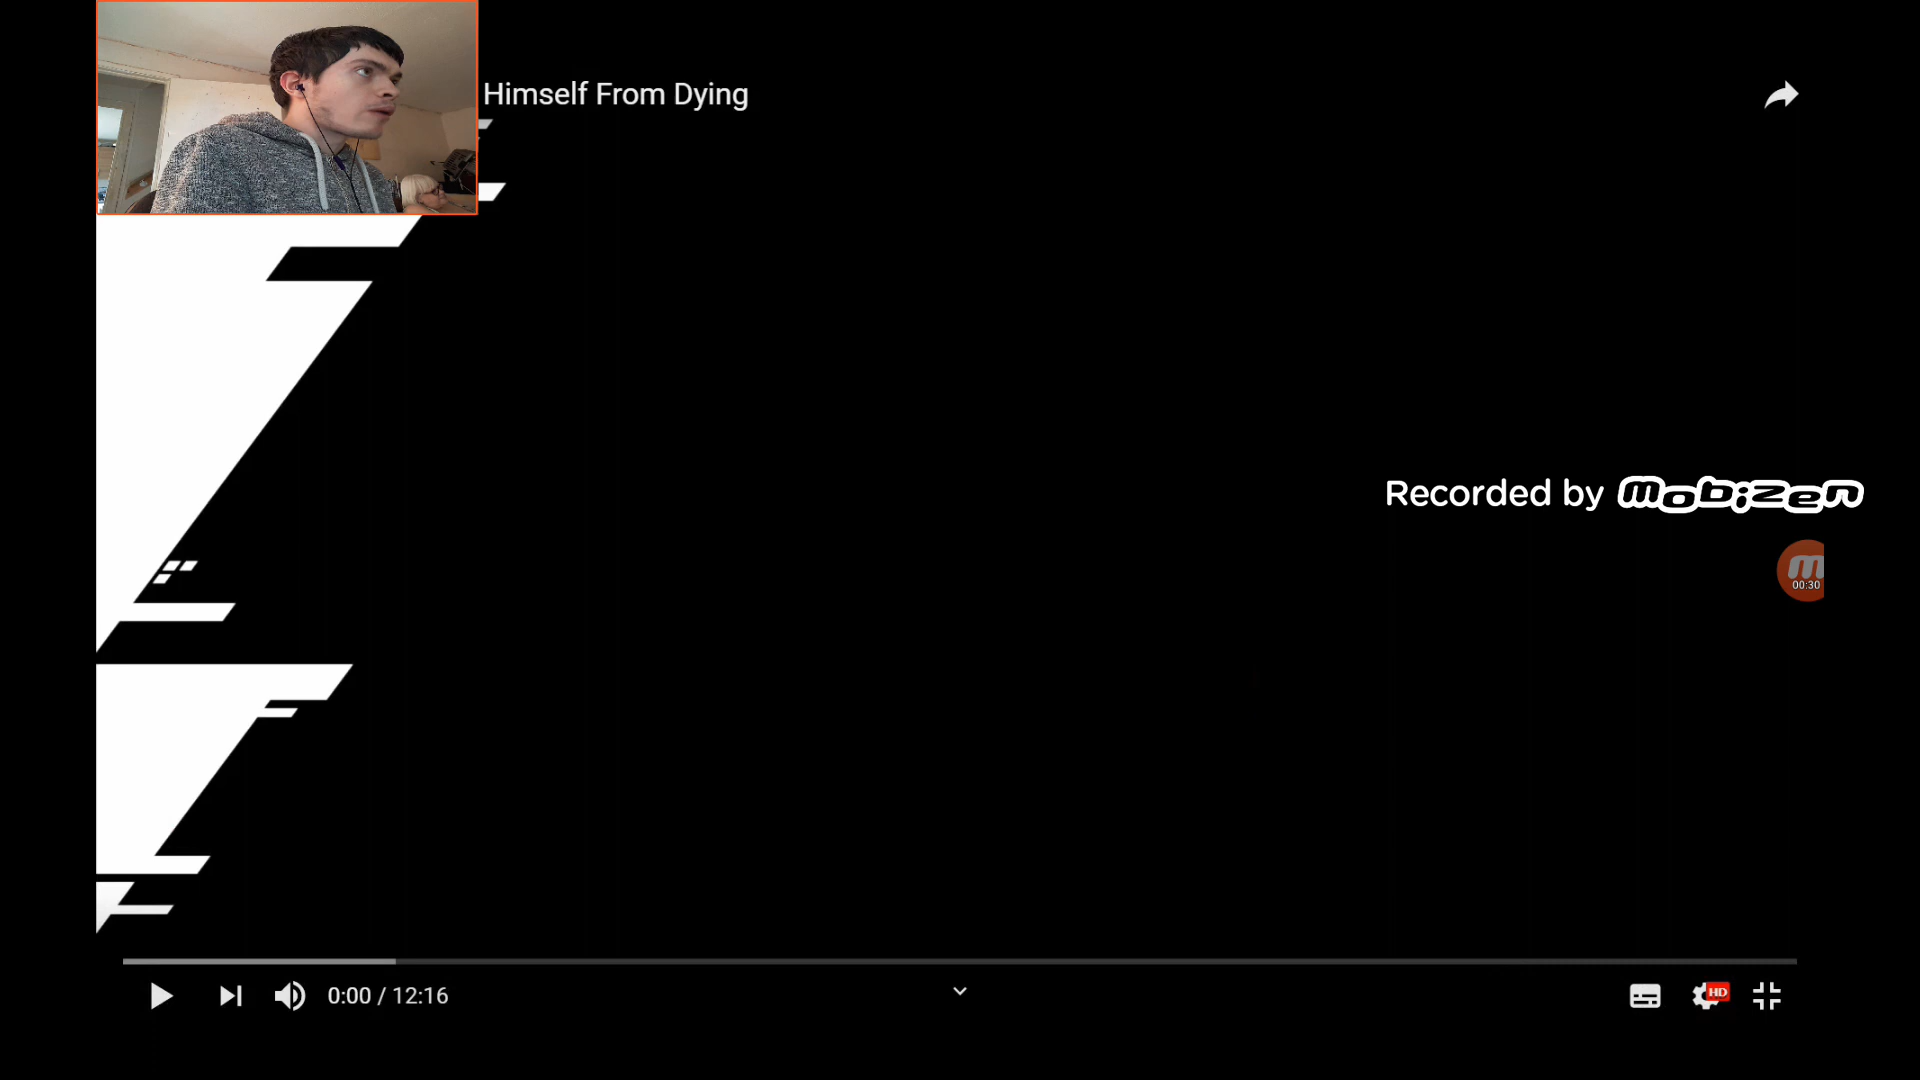 Himself From Dying
Recorded by mobizen
m
00:30
0:00 / 12:16
HD